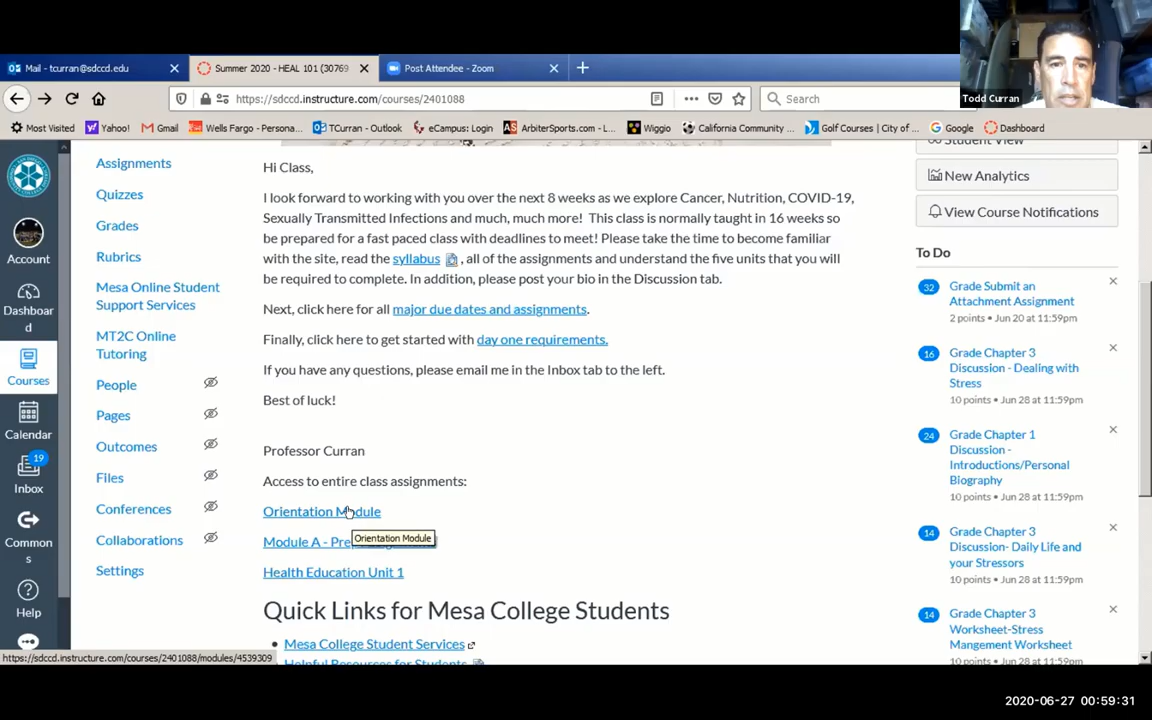 Mail - tcurran@sdccd.edu
Summer 2020 - HEAL 101 (30769
Post Attendee - Zoom
Todd Curran
https://sdccd.instructure.com/courses/2401088
Search
Most Visited
Yahoo!
Gmail
Wells Fargo - Persona...
TCurran - Outlook
eCampus: Login
ArbiterSports.com - L...
Wiggio
California Community ...
Golf Courses | City of ...
Google
Dashboard
Account
Dashboar
d
Courses
Calendar
19
Inbox
Common
s
Help
Assignments
Quizzes
Grades
Rubrics
Mesa Online Student
Support Services
MT2C Online
Tutoring
People
Pages
Outcomes
Files
Conferences
Collaborations
Settings
Hi Class,
I look forward to working with you over the next 8 weeks as we explore Cancer, Nutrition, COVID-19,
Sexually Transmitted Infections and much, much more! This class is normally taught in 16 weeks so
be prepared for a fast paced class with deadlines to meet! Please take the time to become familiar
with the site, read the syllabus , all of the assignments and understand the five units that you will
be required to complete. In addition, please post your bio in the Discussion tab.
Next, click here for all major due dates and assignments.
Finally, click here to get started with day one requirements.
If you have any questions, please email me in the Inbox tab to the left.
Best of luck!
Professor Curran
Access to entire class assignments:
Orientation Module
Orientation Module
Module A - Pre
Health Education Unit 1
Quick Links for Mesa College Students
Mesa College Student Services
Helpful Resources for Students
https://sdccd.instructure.com/courses/2401088/modules/4539309
Student View
New Analytics
View Course Notifications
To Do
32
Grade Submit an
Attachment Assignment
2 points • Jun 20 at 11:59pm
16
Grade Chapter 3
Discussion - Dealing with
Stress
10 points • Jun 28 at 11:59pm
24
Grade Chapter 1
Discussion -
Introductions/Personal
Biography
10 points • Jun 28 at 11:59pm
14
Grade Chapter 3
Discussion- Daily Life and
your Stressors
10 points • Jun 28 at 11:59pm
14
Grade Chapter 3
Worksheet-Stress
Mangement Worksheet
10 points • Jun 28 at 11:59pm
2020-06-27 00:59:31